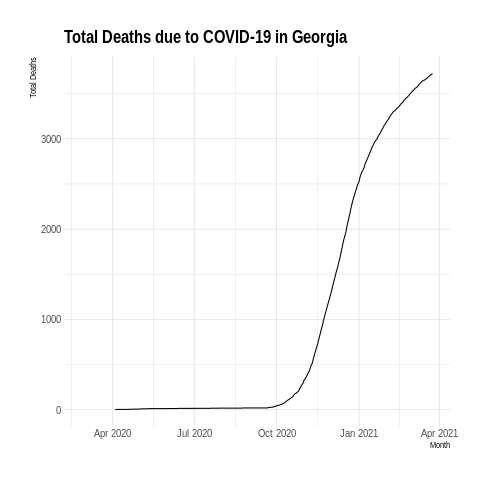 Total Deaths due to COVID-19 in Georgia
Total Deaths
3000
2000
1000
0
Apr 2020 Jul 2020 Oct 2020 Jan 2021 Apr 2021
Month